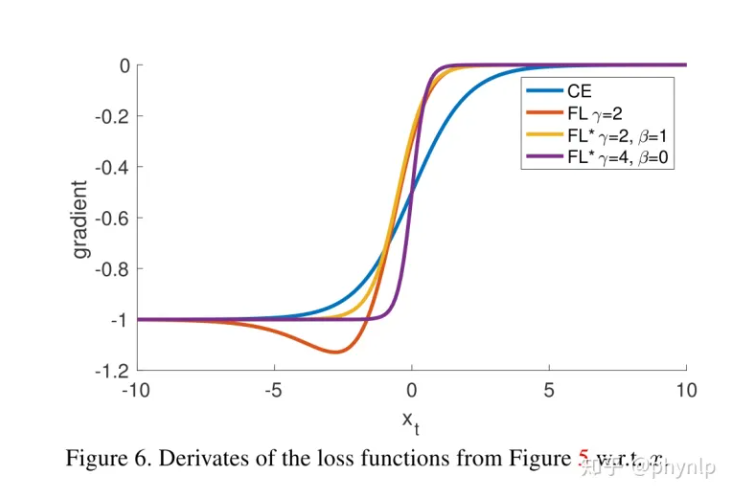 0
-0.2
-0.4
-0.6
-0.8
-1
-1.2
gradient
-10
-5
0
5
10
x_t
CE
FL γ=2
FL* γ=2, β=1
FL* γ=4, β=0
Figure 6. Derivates of the loss functions from Figure 5 w.r.t. x.
知乎 @phynlp